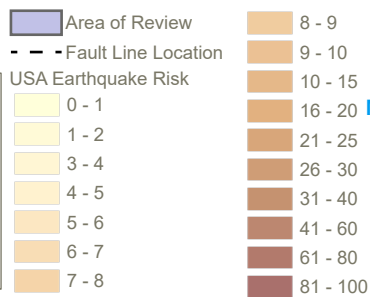 Area of Review
Fault Line Location
USA Earthquake Risk
0 - 1
1 - 2
3 - 4
4 - 5
5 - 6
6 - 7
7 - 8
8 - 9
9 - 10
10 - 15
16 - 20
21 - 25
26 - 30
31 - 40
41 - 60
61 - 80
81 - 100